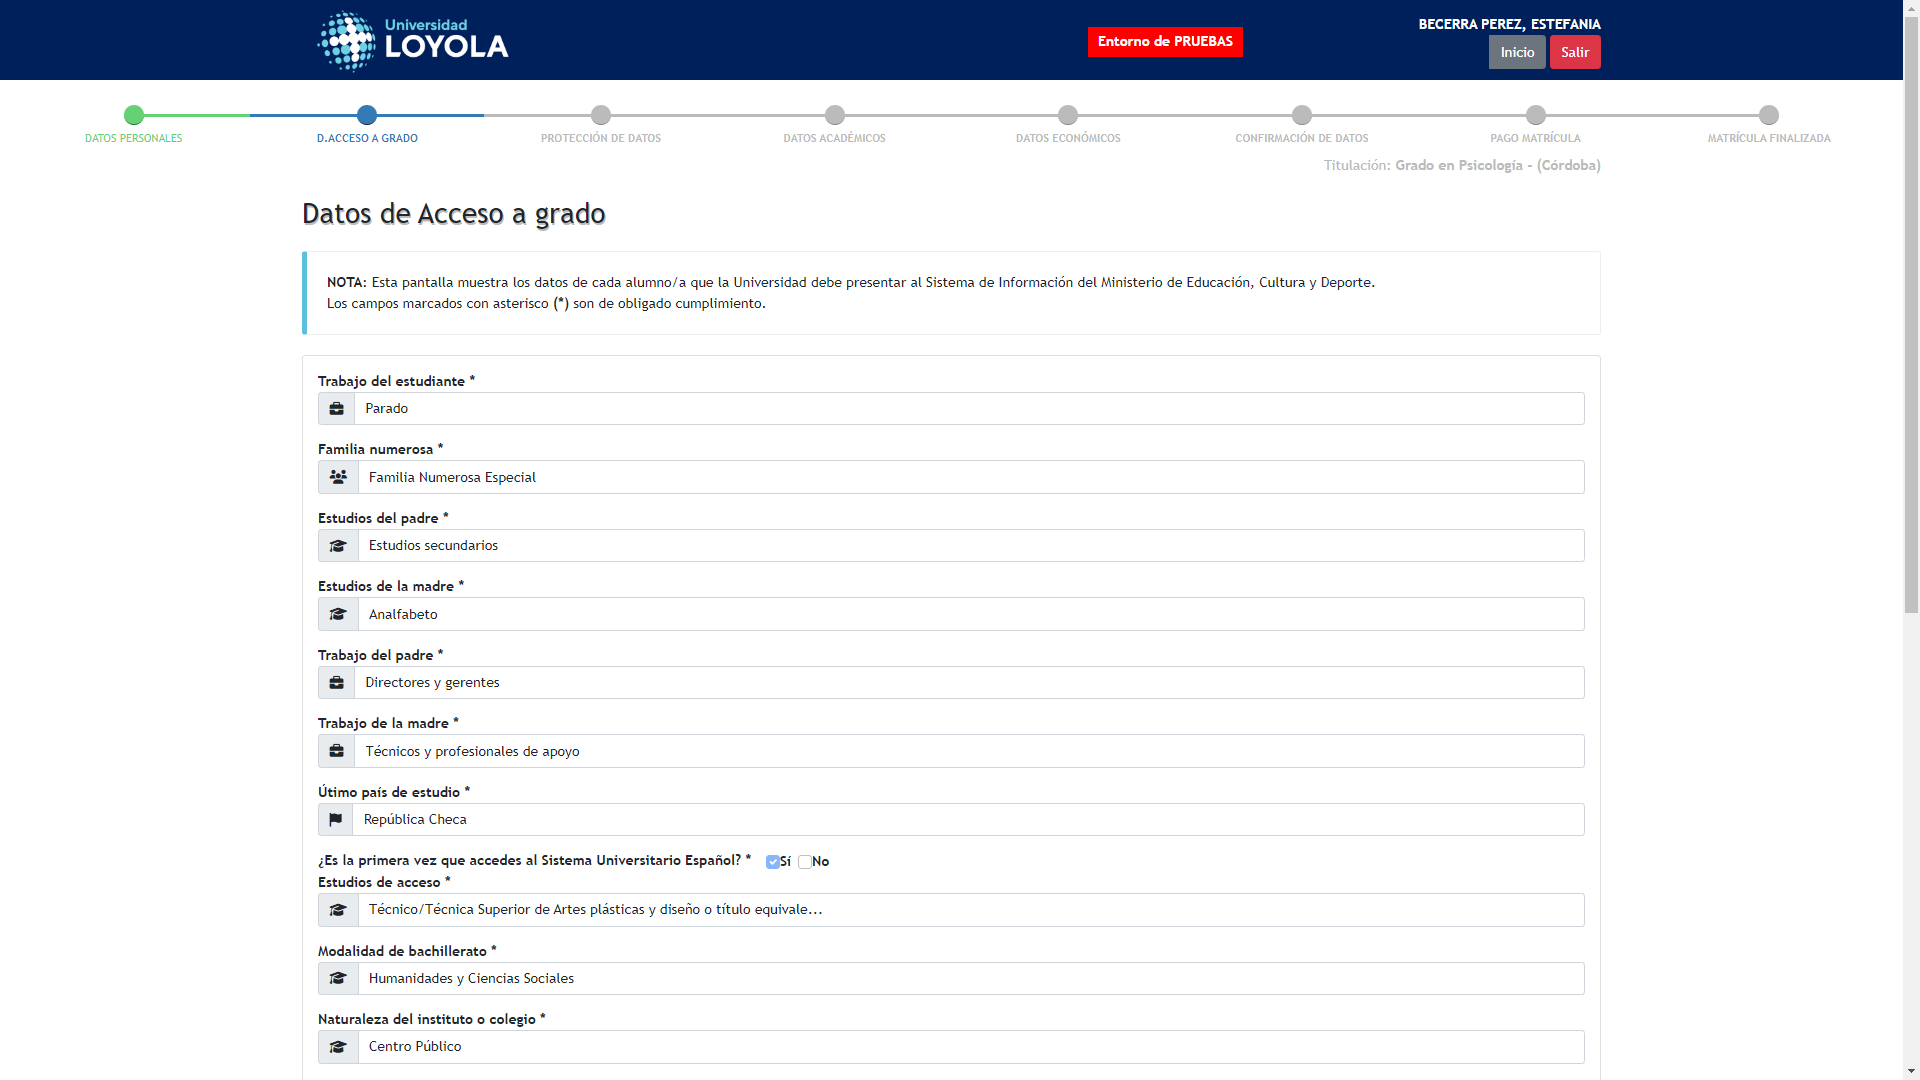 Universidad
LOYOLA
Entorno de PRUEBAS
BECERRA PEREZ, ESTEFANIA
Inicio
Salir
DATOS PERSONALES
D.ACCESO A GRADO
PROTECCIÓN DE DATOS
DATOS ACADÉMICOS
DATOS ECONÓMICOS
CONFIRMACIÓN DE DATOS
PAGO MATRÍCULA
MATRÍCULA FINALIZADA
Titulación: Grado en Psicología - (Córdoba)
Datos de Acceso a grado
NOTA: Esta pantalla muestra los datos de cada alumno/a que la Universidad debe presentar al Sistema de Información del Ministerio de Educación, Cultura y Deporte.
Los campos marcados con asterisco (*) son de obligado cumplimiento.
Trabajo del estudiante *
Parado
Familia numerosa *
Familia Numerosa Especial
Estudios del padre *
Estudios secundarios
Estudios de la madre *
Analfabeto
Trabajo del padre *
Directores y gerentes
Trabajo de la madre *
Técnicos y profesionales de apoyo
Útimo país de estudio *
República Checa
¿Es la primera vez que accedes al Sistema Universitario Español? * Sí No
Estudios de acceso *
Técnico/Técnica Superior de Artes plásticas y diseño o título equivale...
Modalidad de bachillerato *
Humanidades y Ciencias Sociales
Naturaleza del instituto o colegio *
Centro Público